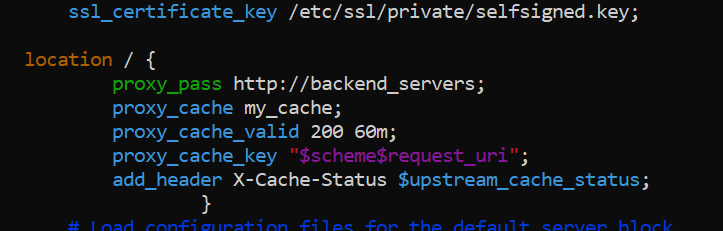 ssl_certificate_key /etc/ssl/private/selfsigned.key;
location / {
proxy_pass http://backend_servers;
proxy_cache my_cache;
proxy_cache_valid 200 60m;
proxy_cache_key "$scheme$request_uri";
add_header X-Cache-Status $upstream_cache_status;
}
# Load configuration files for the default server block